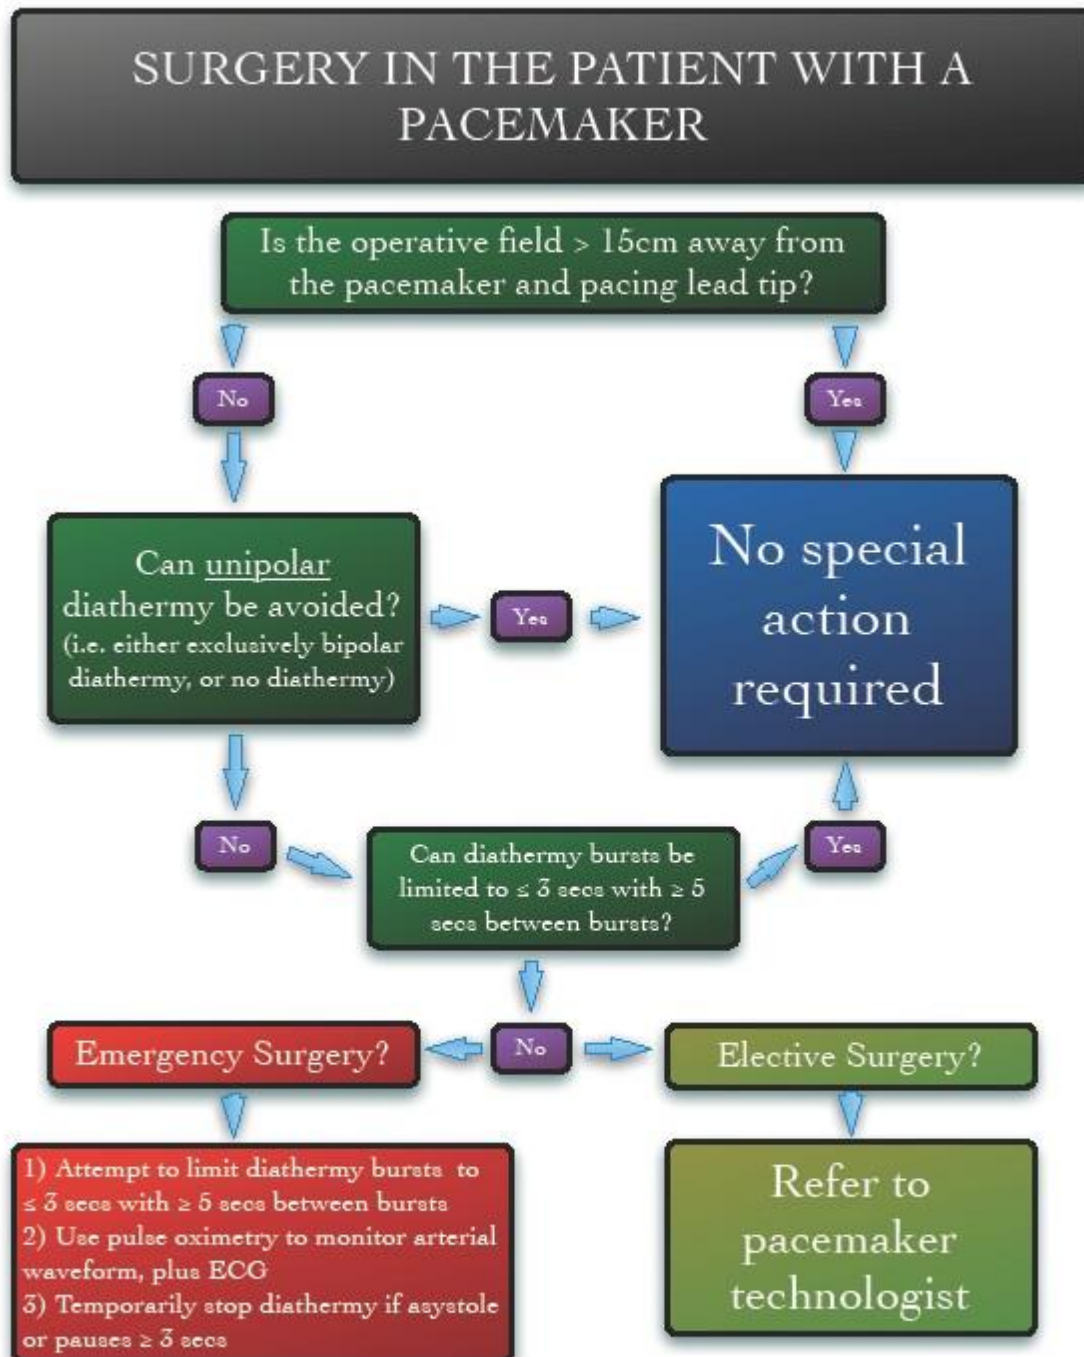 SURGERY IN THE PATIENT WITH A
PACEMAKER
Is the operative field > 15cm away from
the pacemaker and pacing lead tip?
No
Yes
Can unipolar
diathermy be avoided?
(i.e. either exclusively bipolar
diathermy, or no diathermy)
Yes
No special
action
required
No
Can diathermy bursts be
limited to ≤ 3 secs with ≥ 5
secs between bursts?
Yes
Emergency Surgery?
No
Elective Surgery?
1) Attempt to limit diathermy bursts to
≤ 3 secs with ≥ 5 secs between bursts
2) Use pulse oximetry to monitor arterial
waveform, plus ECG
3) Temporarily stop diathermy if asystole
or pauses ≥ 3 secs
Refer to
pacemaker
technologist